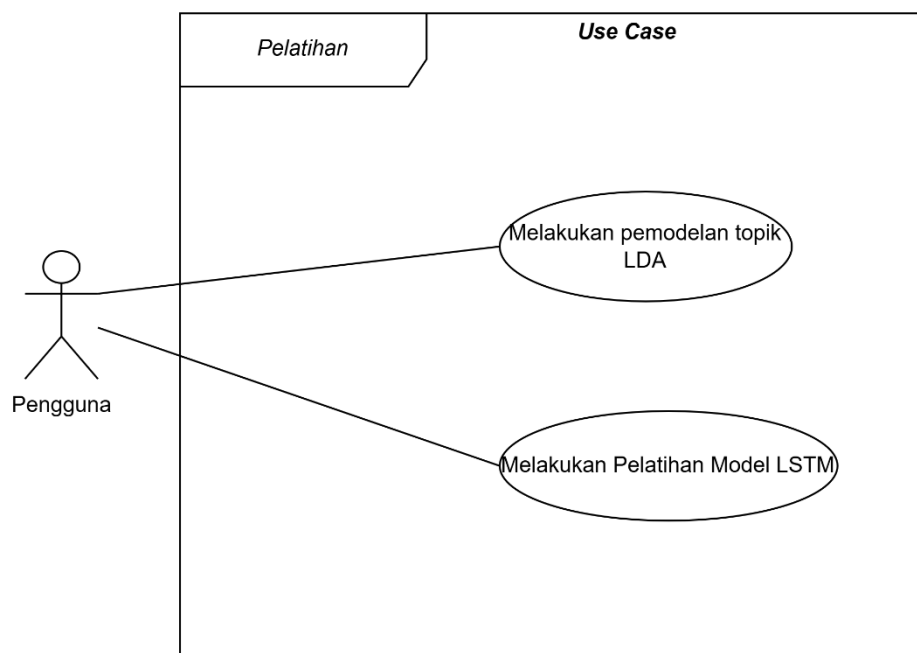 Use Case
Pelatihan
Melakukan pemodelan topik
LDA
Pengguna
Melakukan Pelatihan Model LSTM